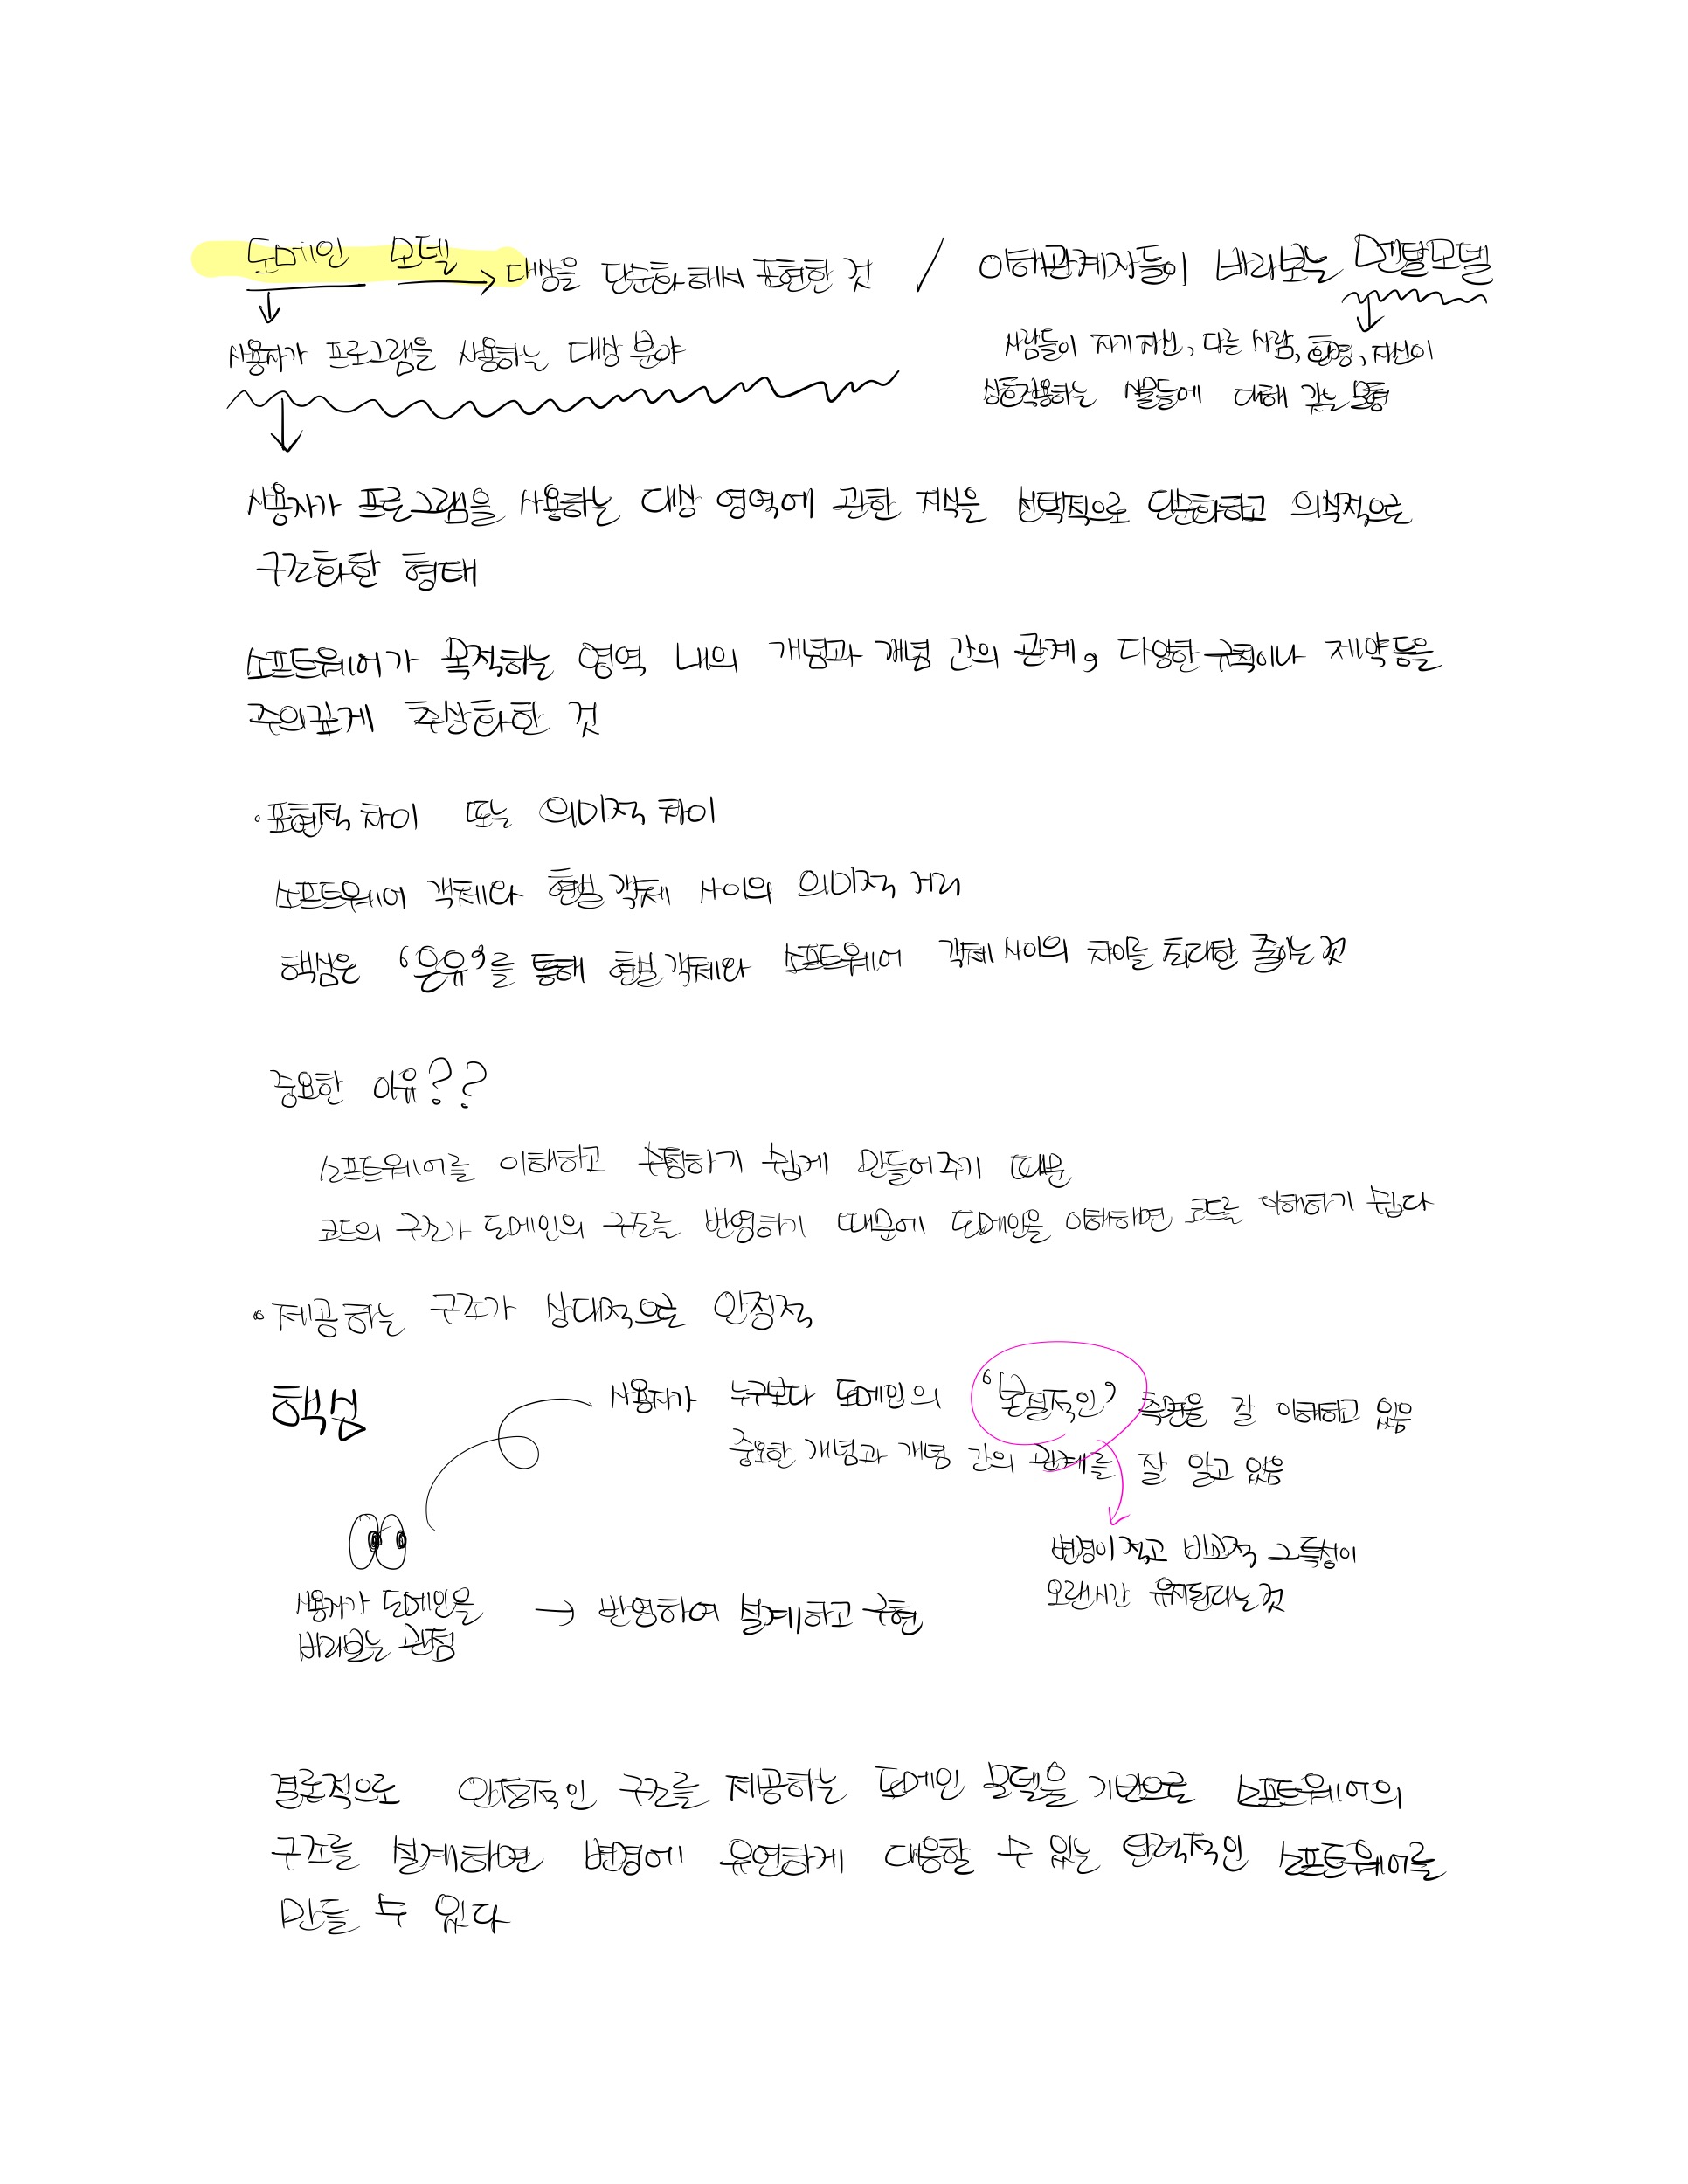 도메인 모델 → 대상을 단순화해서 표현한 것 / 이해관계자들이 바라보는 멘탈모델
사용자가 프로그램을 사용하는 대상 분야
사람들이 자기자신, 다른 사람, 환경, 자신이
상호작용하는 사물들에 대해 갖는 모형
사용자가 프로그램을 사용하는 대상 영역에 관한 지식을 선택적으로 단순화하고 의식적으로
구조화한 형태
소프트웨어가 목적하는 영역 내의 개념과 개념 간의 관계, 다양한 규칙이나 제약등을
주의깊게 추상화한 것
• 표현적 차이 또는 의미적 차이
소프트웨어 객체와 현실 객체 사이의 의미적 거리
핵심은 '은유'를 통해 현실 객체와 소프트웨어 객체 사이의 차이를 최대한 줄이는 것
중요한 이유??
소프트웨어를 이해하고 수정하기 쉽게 만들어주기 때문
코드의 구조가 도메인의 구조를 반영하기 때문에 도메인을 이해하면 코드를 이해하기 쉽다
• 제공하는 구조가 상대적으로 안정적
핵심
사용자가 누구보다 도메인의 '본질적인' 측면을 잘 이해하고 있음
중요한 개념과 개념 간의 관계를 잘 알고 있음
변경이 적고 비교적 그 특성이
오랜시간 유지된다는 것
사용자가 도메인을
바라보는 관점
→ 반영하여 설계하고 구현
결론적으로 안정적인 구조를 제공하는 도메인 모델을 기반으로 소프트웨어의
구조를 설계하면 변경에 유연하게 대응할 수 있는 탄력적인 소프트웨어를
만들 수 있다